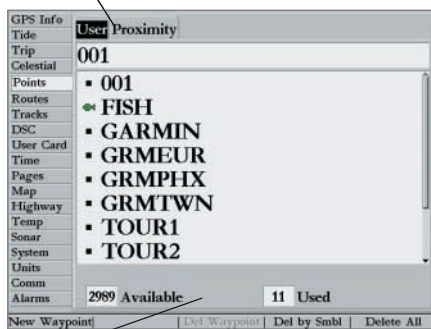 GPS Info
Tide
Trip
Celestial
Points
Routes
Tracks
DSC
User Card
Time
Pages
Map
Highway
Temp
Sonar
System
Units
Comm
Alarms
User Proximity
001
001
FISH
GARMIN
GRMEUR
GRMPHX
GRMTWN
TOUR1
TOUR2
2989 Available 11 Used
New Waypoint Del Waypoint Del by Smbl Delete All